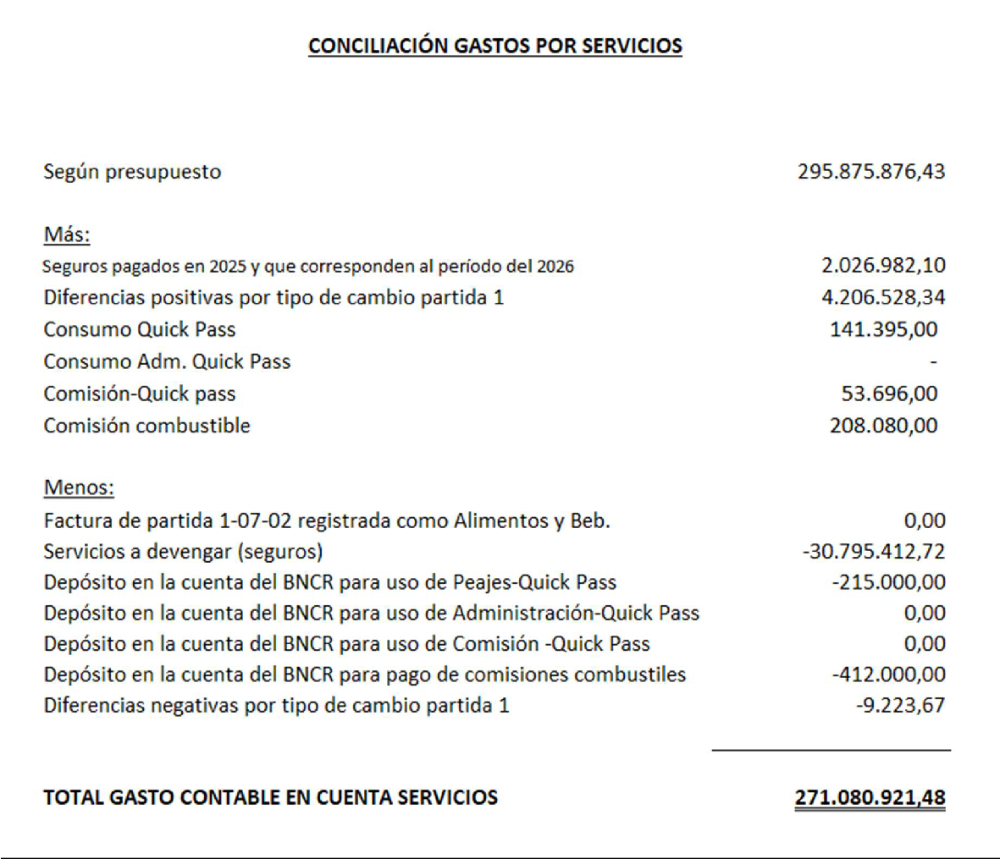 CONCILIACIÓN GASTOS POR SERVICIOS
Según presupuesto 295.875.876,43
Más:
Seguros pagados en 2025 y que corresponden al período del 2026 2.026.982,10
Diferencias positivas por tipo de cambio partida 1 4.206.528,34
Consumo Quick Pass 141.395,00
Consumo Adm. Quick Pass -
Comisión-Quick pass 53.696,00
Comisión combustible 208.080,00
Menos:
Factura de partida 1-07-02 registrada como Alimentos y Beb. 0,00
Servicios a devengar (seguros) -30.795.412,72
Depósito en la cuenta del BNCR para uso de Peajes-Quick Pass -215.000,00
Depósito en la cuenta del BNCR para uso de Administración-Quick Pass 0,00
Depósito en la cuenta del BNCR para uso de Comisión -Quick Pass 0,00
Depósito en la cuenta del BNCR para pago de comisiones combustiles -412.000,00
Diferencias negativas por tipo de cambio partida 1 -9.223,67
TOTAL GASTO CONTABLE EN CUENTA SERVICIOS 271.080.921,48